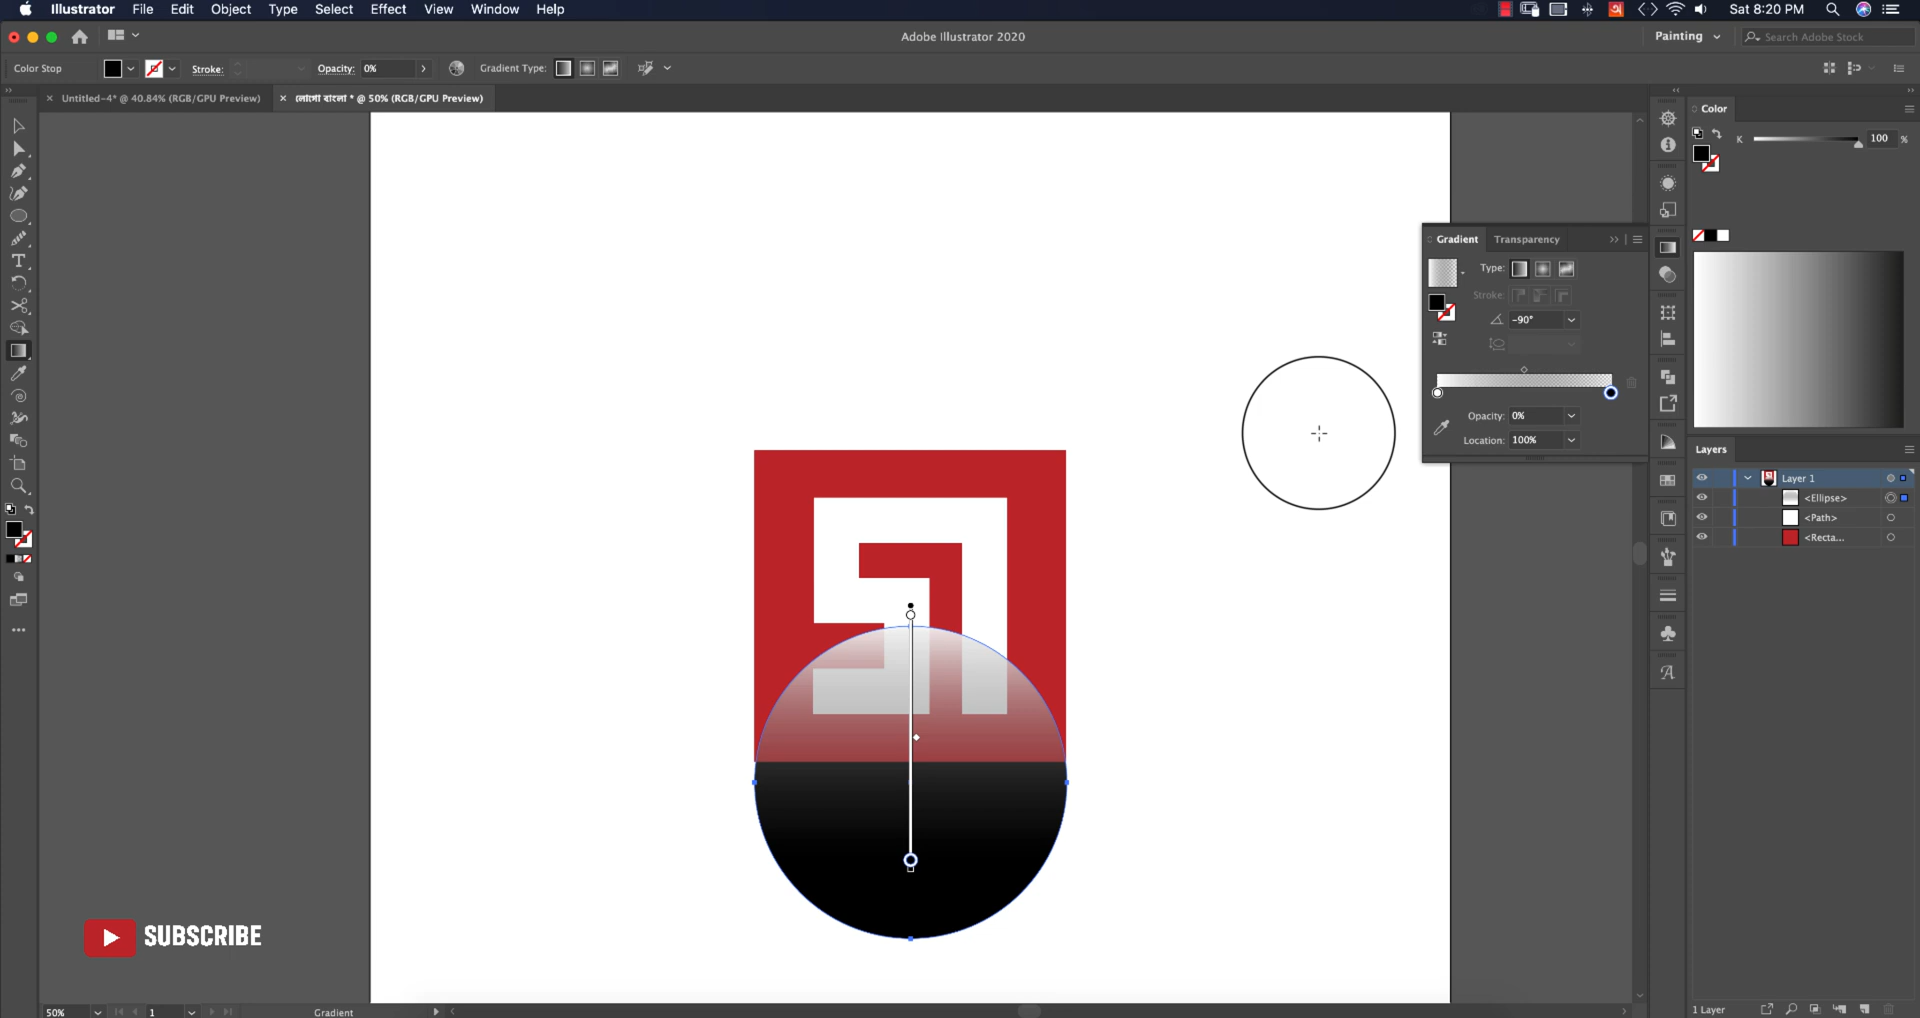 Illustrator File Edit Object Type Select Effect View Window Help Sat 8:20 PM
Adobe Illustrator 2020 Painting Search Adobe Stock
Color Stop Stroke: Opacity: 0% Gradient Type:
Untitled-4* @ 40.84% (RGB/GPU Preview) লোগো বাংলা * @ 50% (RGB/GPU Preview)
Color
K 100 %
Gradient Transparency
Type:
Stroke:
-90°
Opacity: 0%
Location: 100%
Layers
Layer 1
<Ellipse>
<Path>
<Recta...
SUBSCRIBE
50% 1 Gradient 1 Layer